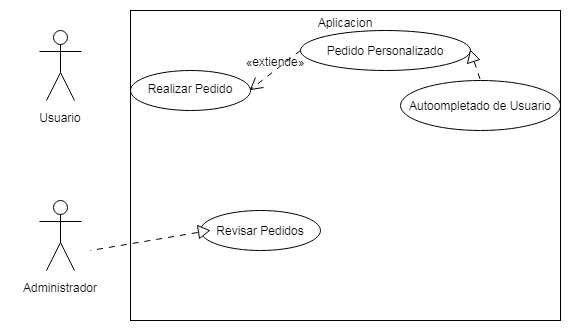 Aplicacion
Pedido Personalizado
«extiende»
Realizar Pedido
Autoompletado de Usuario
Usuario
Revisar Pedidos
Administrador